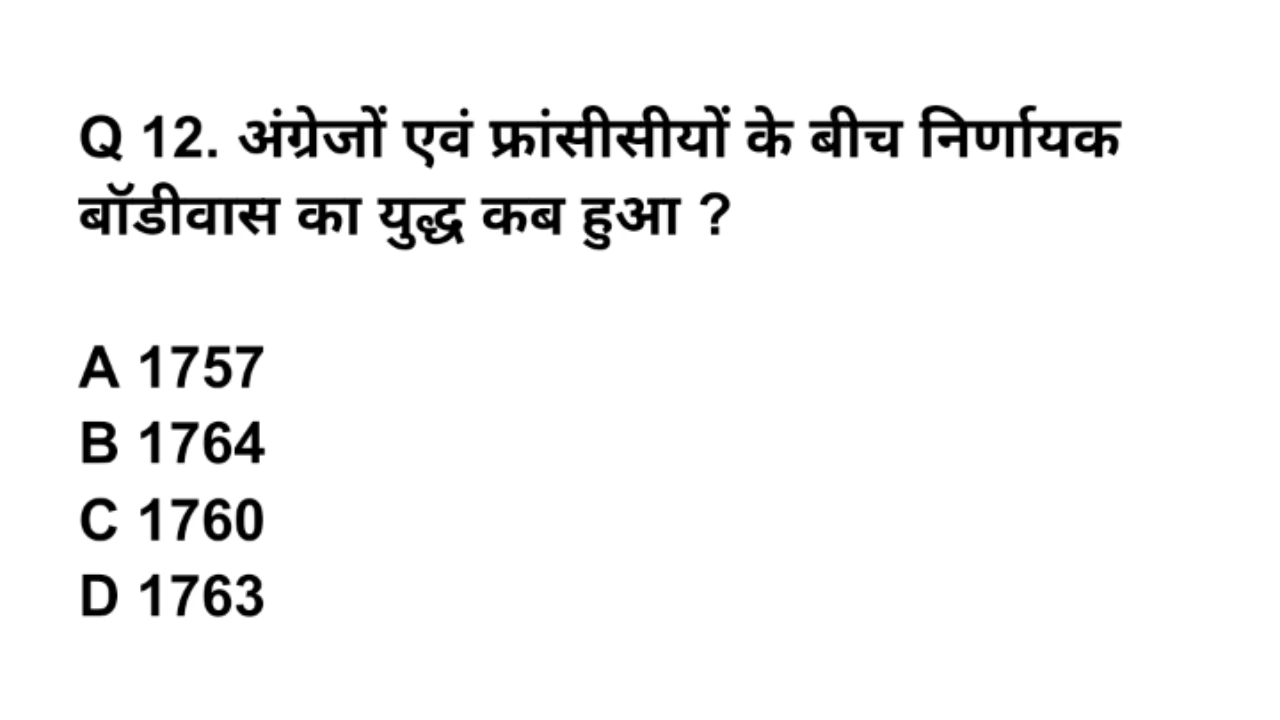 Q 12. अंग्रेजों एवं फ्रांसीसीयों के बीच निर्णायक
बॉडीवास का युद्ध कब हुआ ?
A 1757
B 1764
C 1760
D 1763